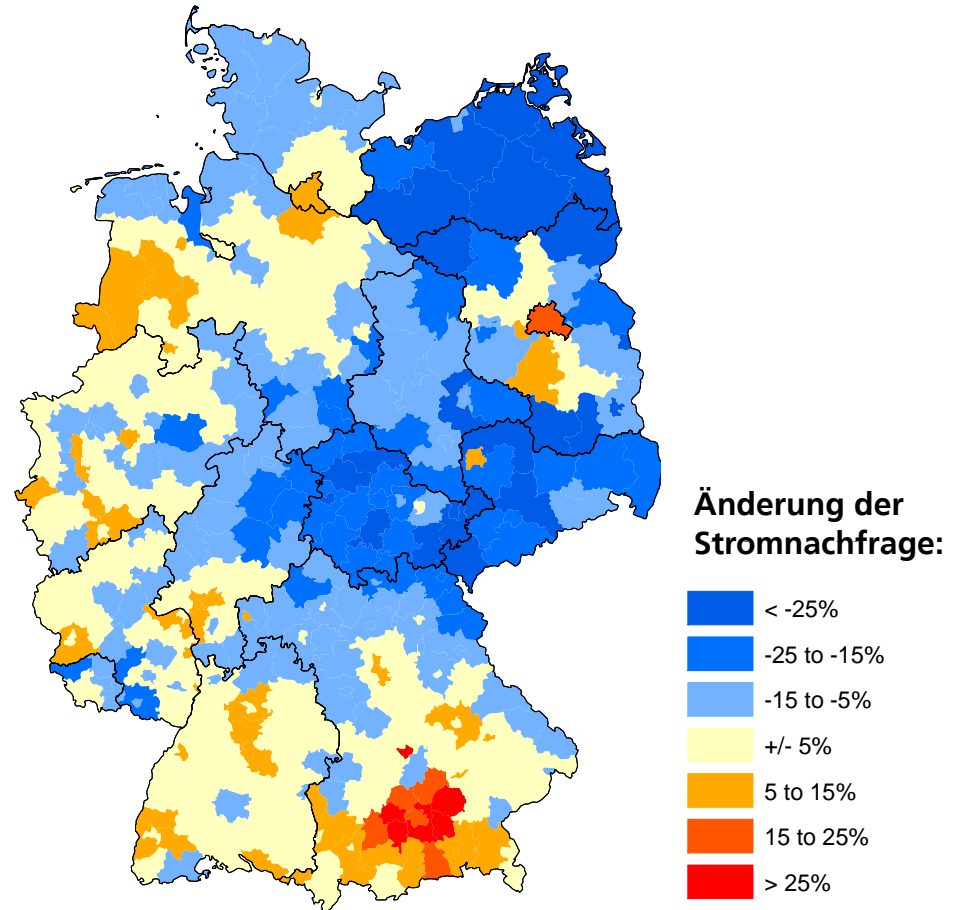 Änderung der
Stromnachfrage:
< -25%
-25 to -15%
-15 to -5%
+/- 5%
5 to 15%
15 to 25%
> 25%